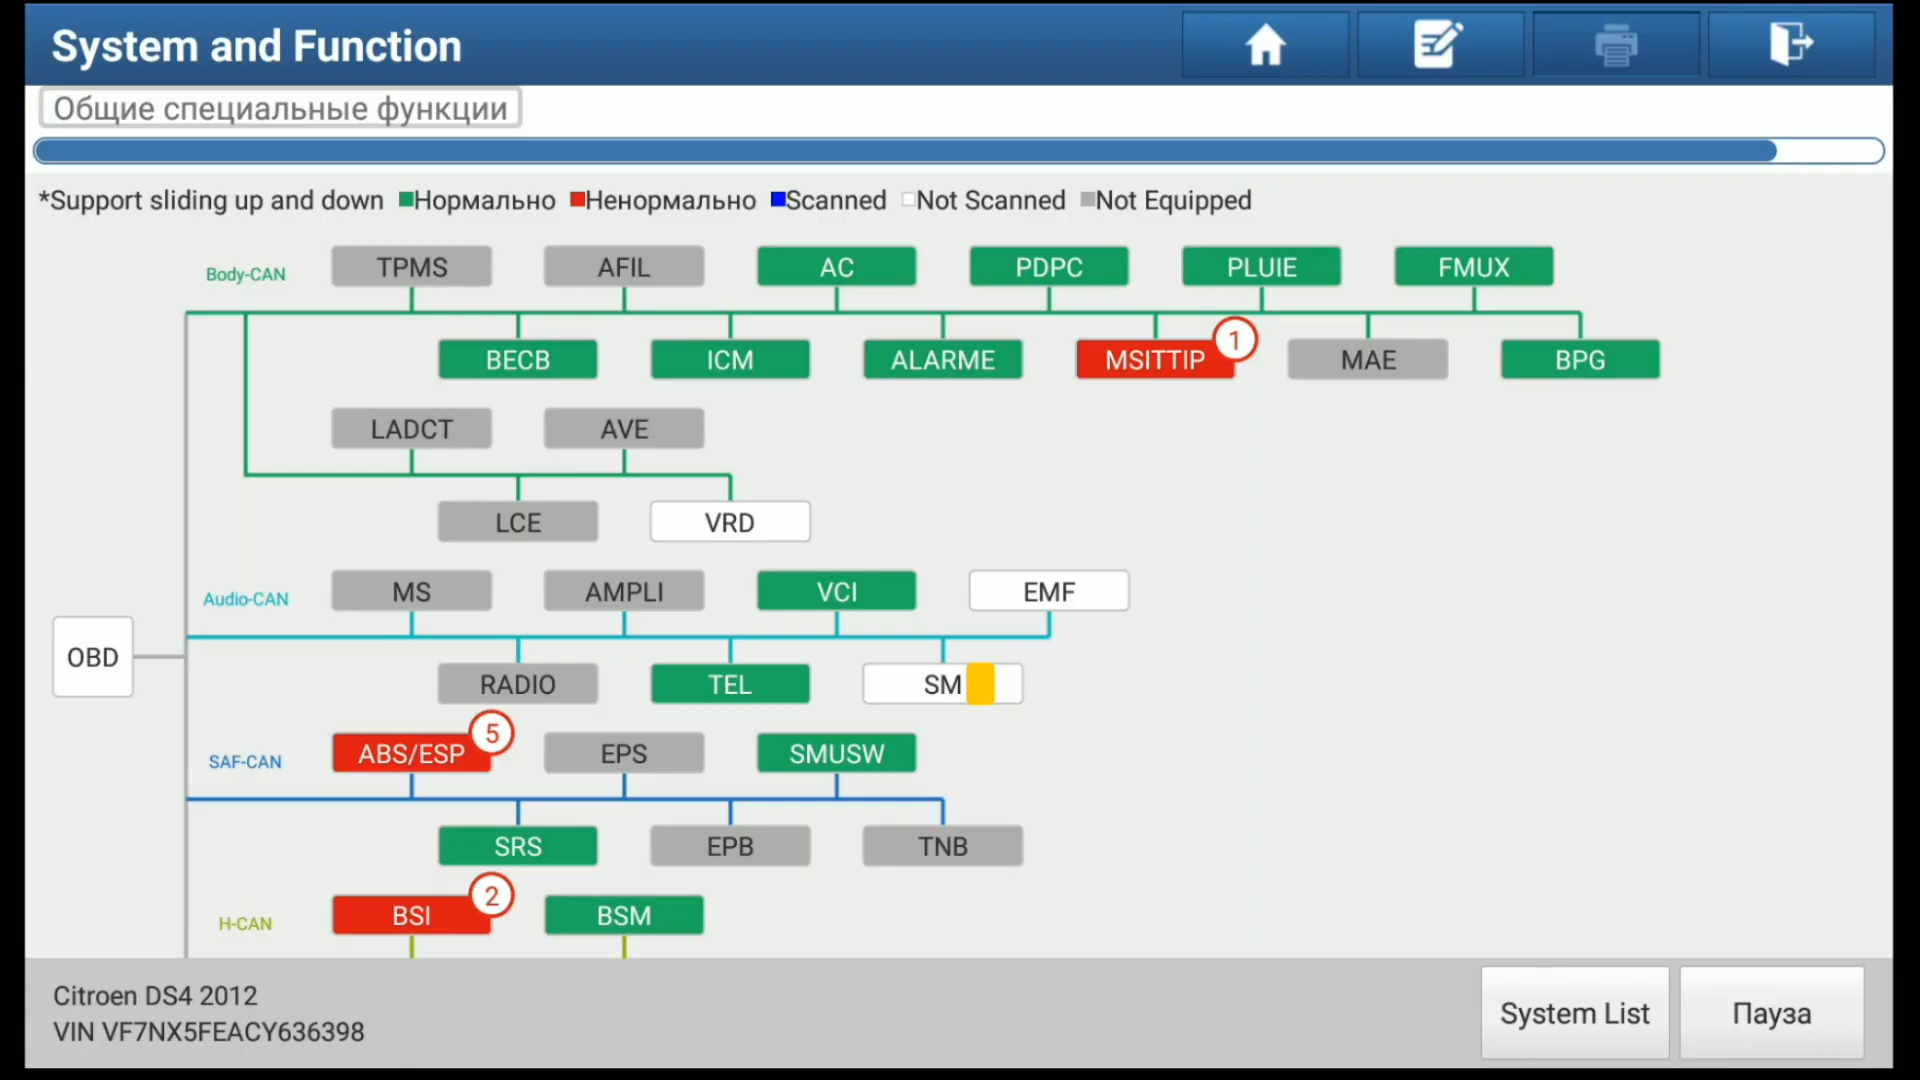 System and Function
Общие специальные функции
*Support sliding up and down Нормально Ненормально Scanned Not Scanned Not Equipped
Body-CAN TPMS AFIL AC PDPC PLUIE FMUX
BECB ICM ALARME MSITTIP 1 MAE BPG
LADCT AVE
LCE VRD
Audio-CAN MS AMPLI VCI EMF
OBD
RADIO TEL SM
SAF-CAN ABS/ESP 5 EPS SMUSW
SRS EPB TNB
H-CAN BSI 2 BSM
Citroen DS4 2012
VIN VF7NX5FEACY636398
System List Пауза